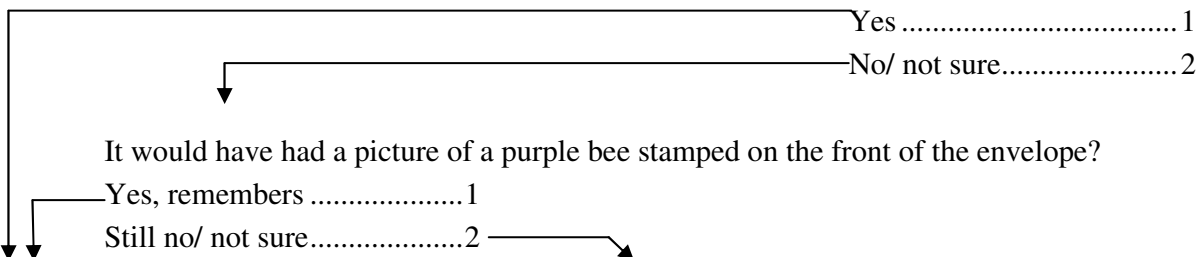 Yes .................................. 1
No/ not sure....................... 2
It would have had a picture of a purple bee stamped on the front of the envelope?
Yes, remembers ....................1
Still no/ not sure....................2